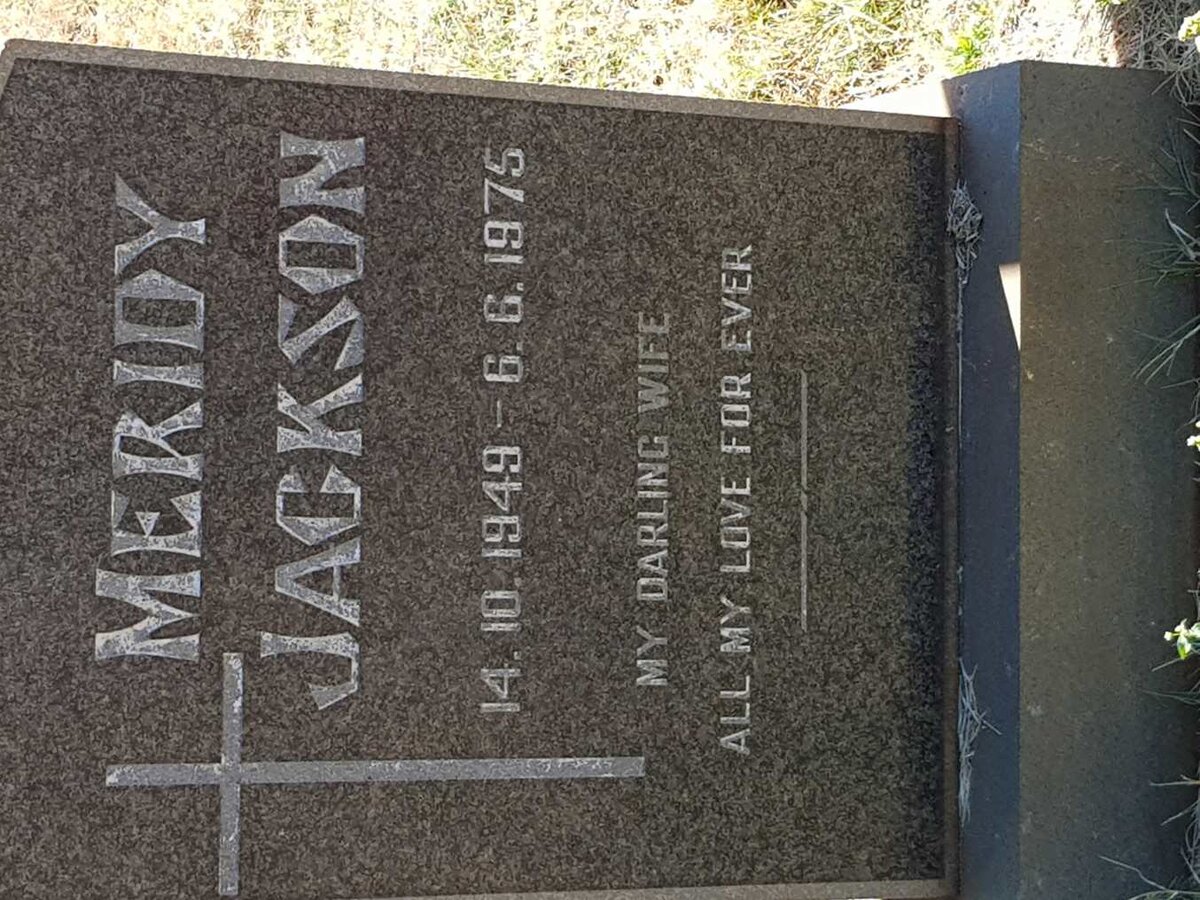 MERIDY
JACKSON
14.10.1949 – 6.6.1975
MY DARLING WIFE
ALL MY LOVE FOR EVER